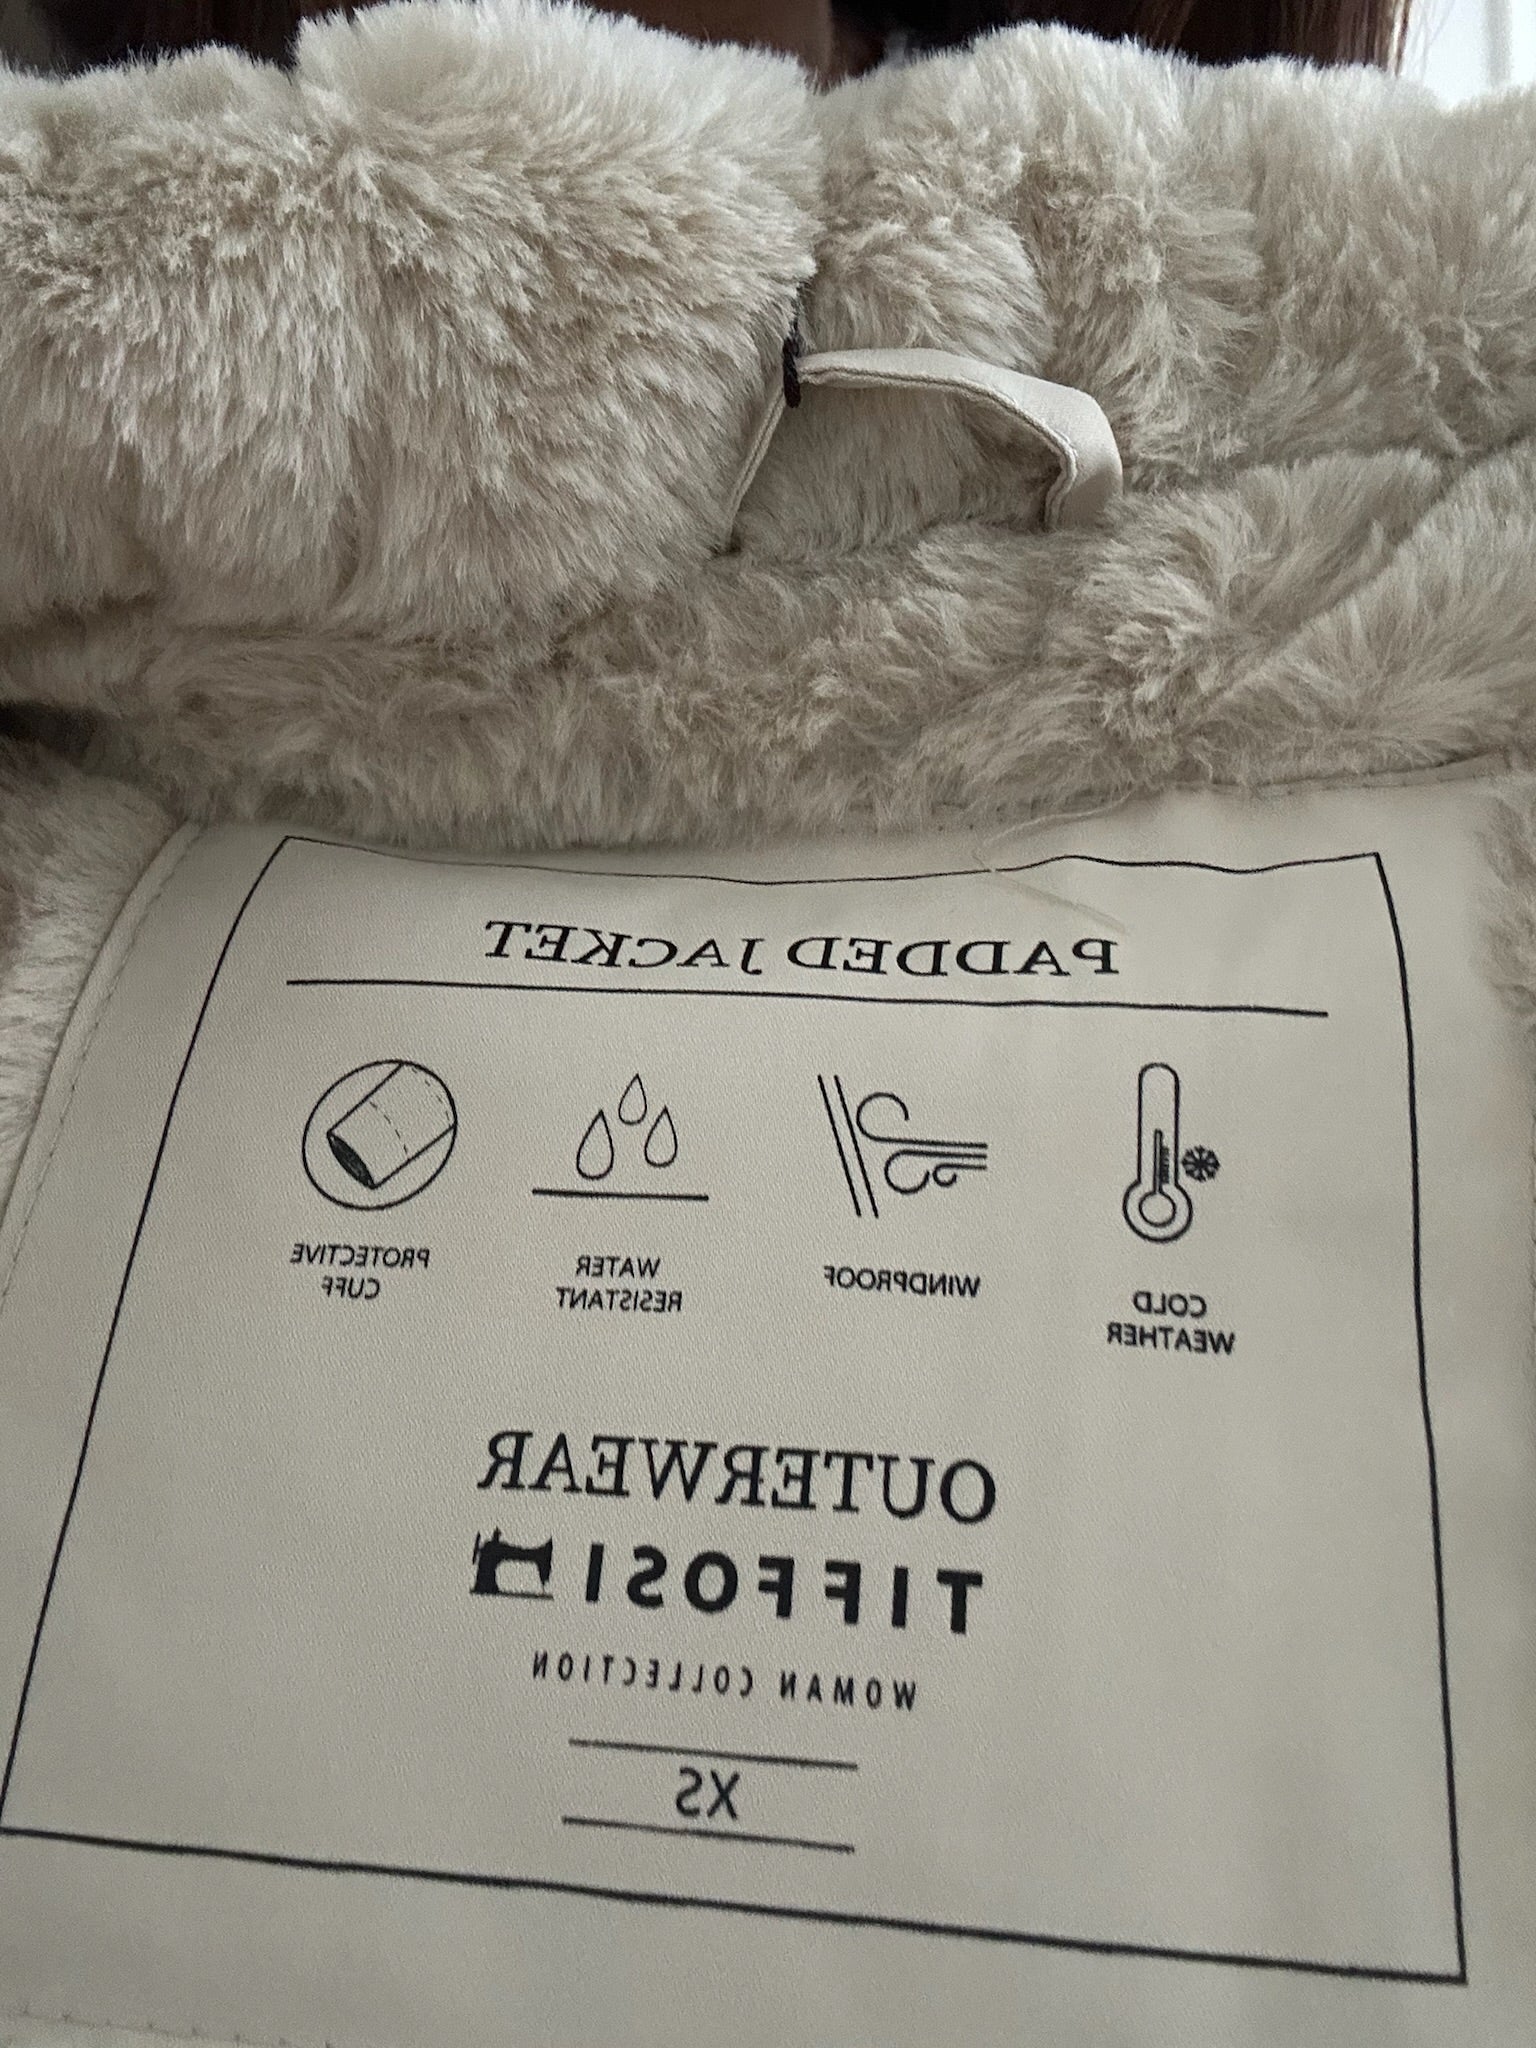 PADDED JACKET
COLD
WEATHER
WINDPROOF
WATER
RESISTANT
PROTECTIVE
CUFF
OUTERWEAR
TIFFOSI
WOMAN COLLECTION
XS